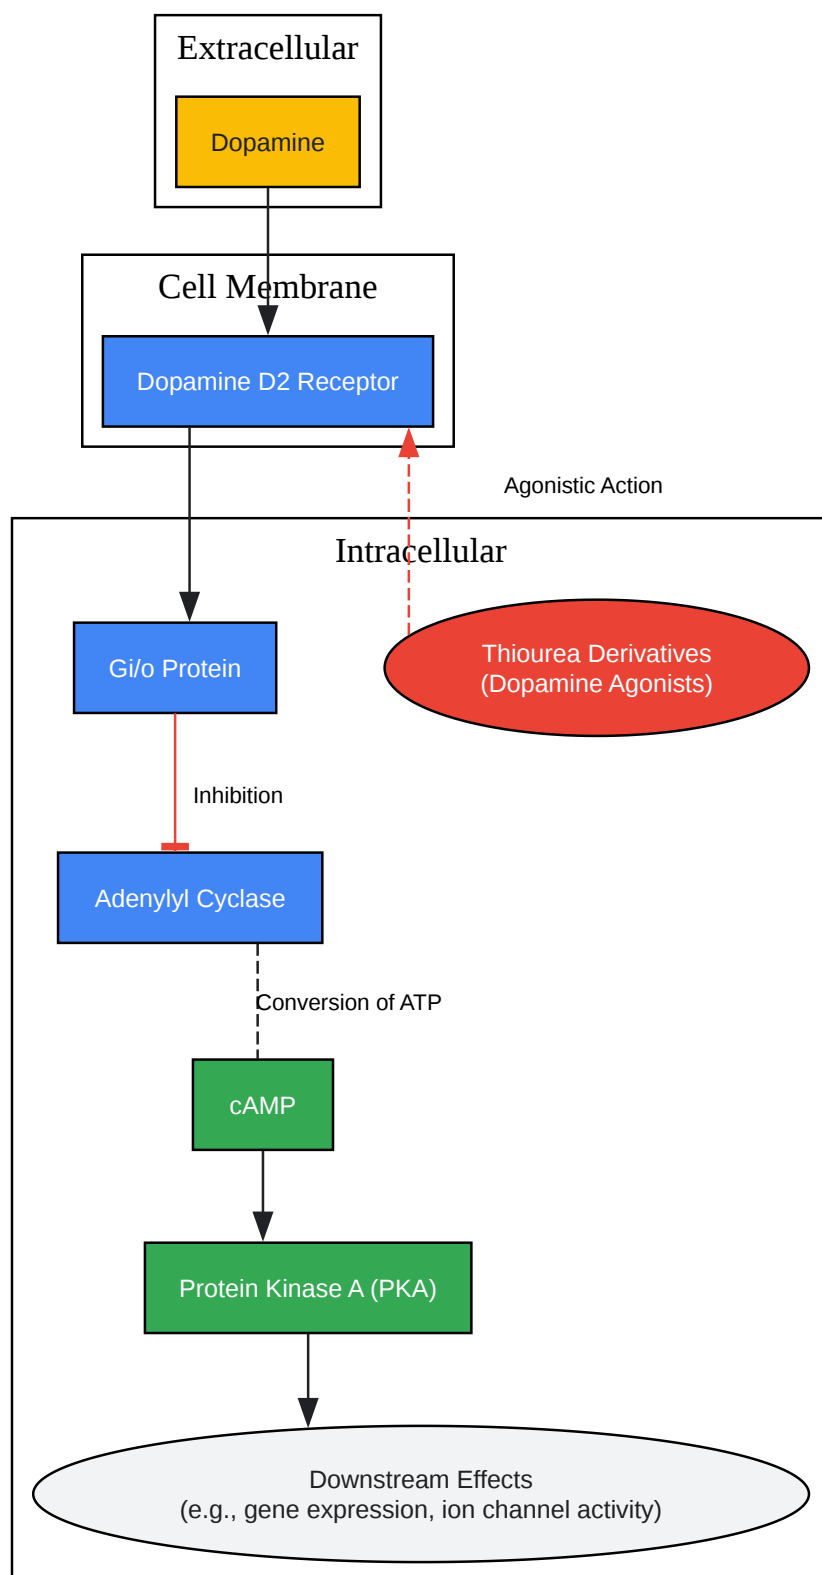 Extracellular
Dopamine
Cell Membrane
Dopamine D2 Receptor
Agonistic Action
Intracellular
Thiourea Derivatives
(Dopamine Agonists)
Gi/o Protein
Inhibition
Adenylyl Cyclase
Conversion of ATP
cAMP
Protein Kinase A (PKA)
Downstream Effects
(e.g., gene expression, ion channel activity)